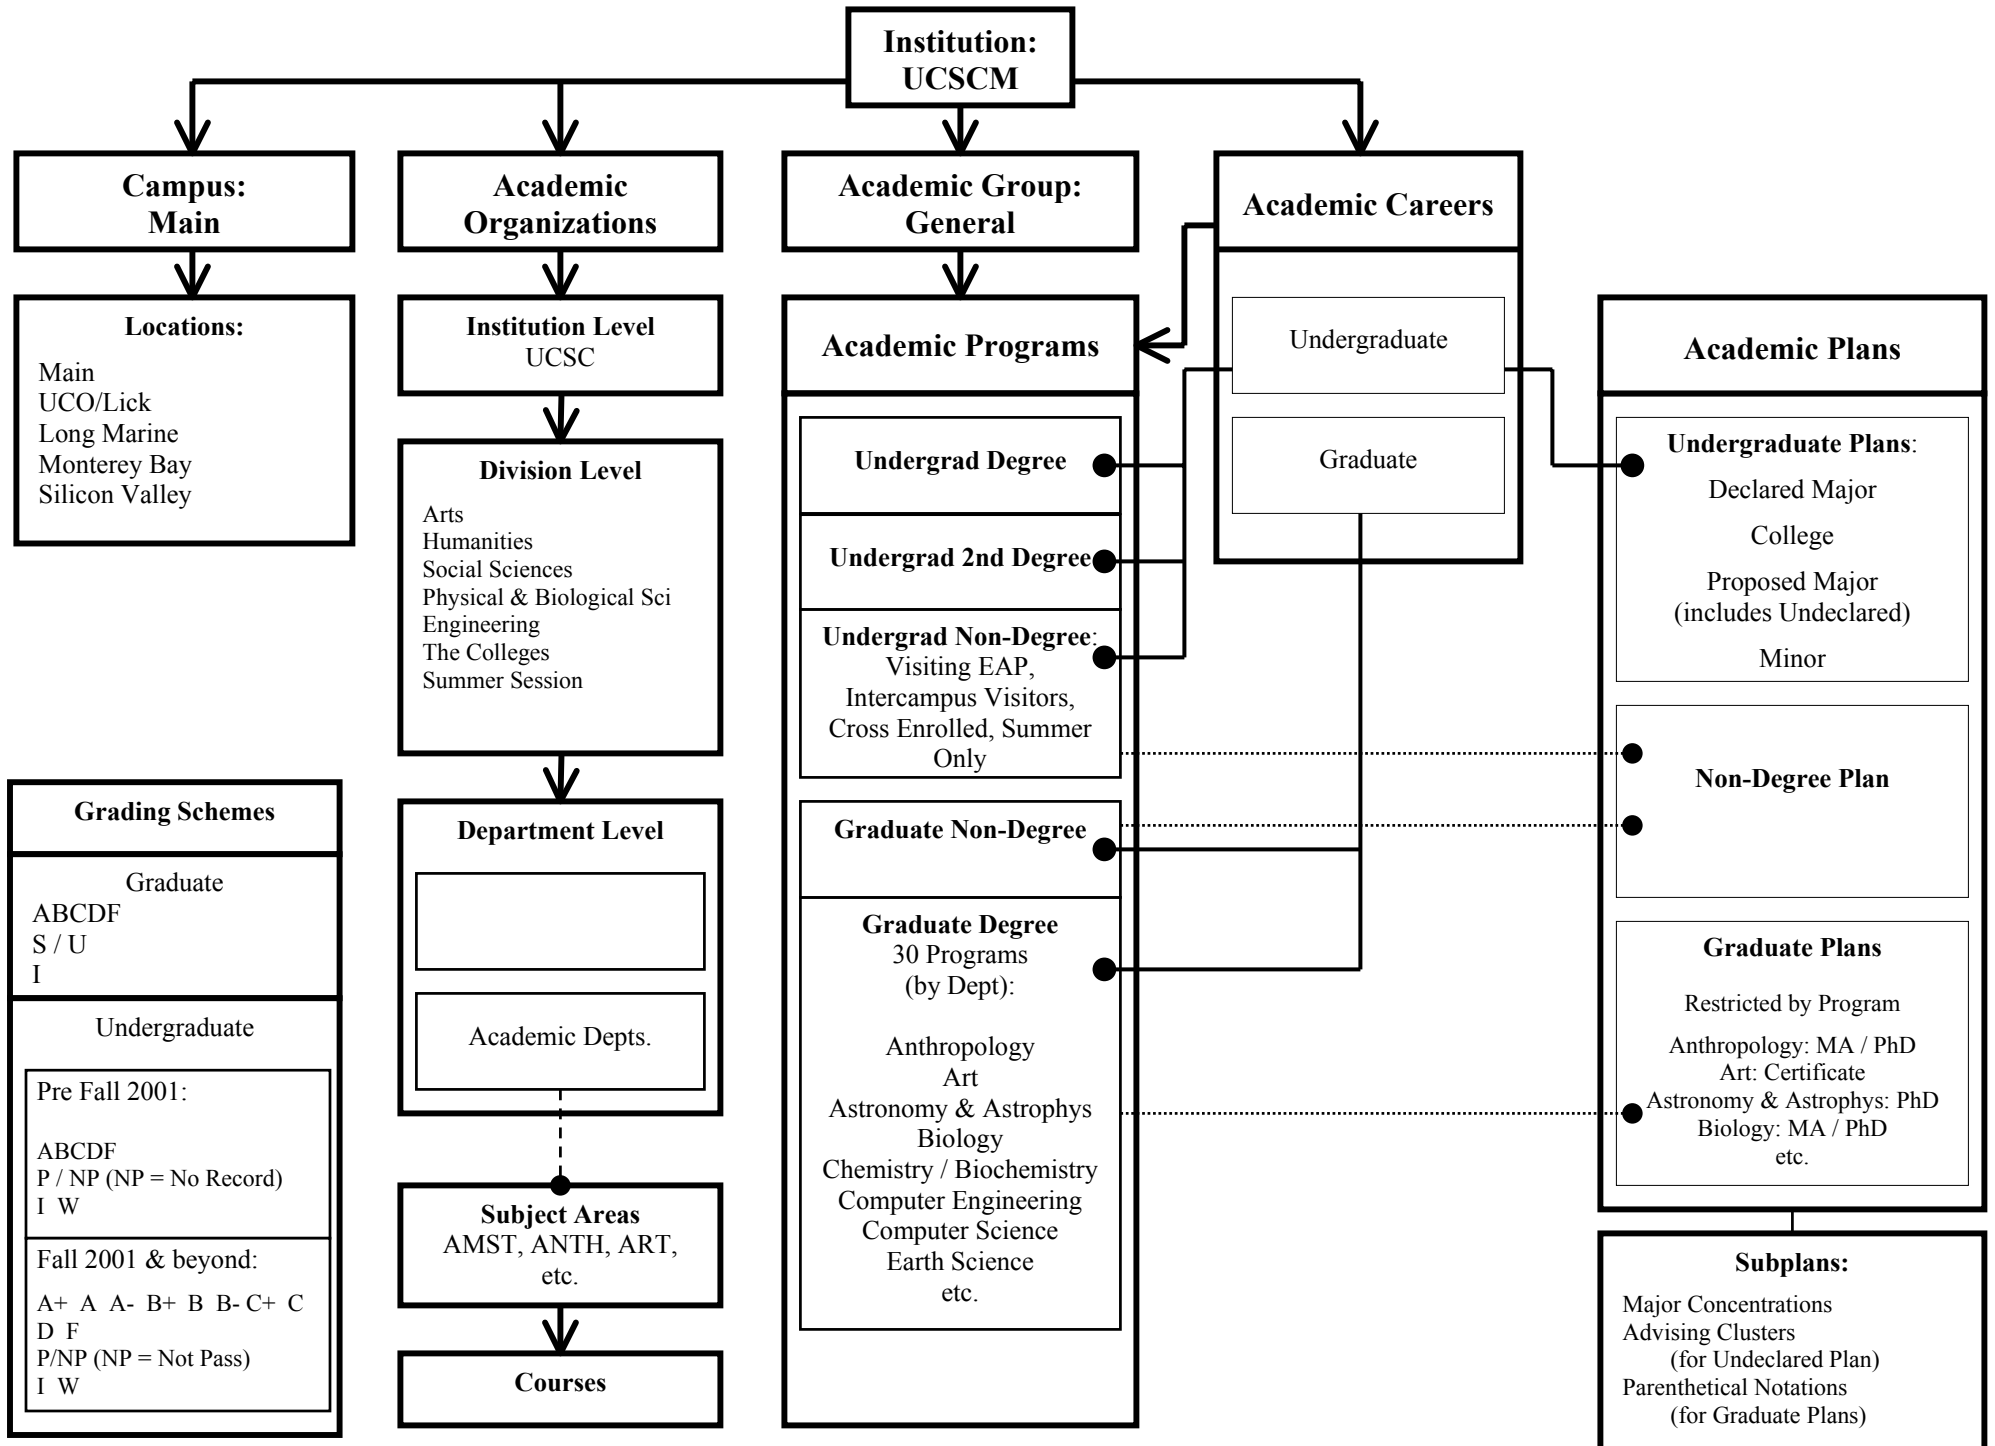 Institution:
UCSCM
Campus:
Main
Academic
Organizations
Academic Group:
General
Academic Careers
Locations:
Main
UCO/Lick
Long Marine
Monterey Bay
Silicon Valley
Institution Level
UCSC
Division Level
Arts
Humanities
Social Sciences
Physical & Biological Sci
Engineering
The Colleges
Summer Session
Department Level
Academic Depts.
Subject Areas
AMST, ANTH, ART,
etc.
Courses
Academic Programs
Undergrad Degree
Undergrad 2nd Degree
Undergrad Non-Degree:
Visiting EAP,
Intercampus Visitors,
Cross Enrolled, Summer
Only
Graduate Non-Degree
Graduate Degree
30 Programs
(by Dept):
Anthropology
Art
Astronomy & Astrophys
Biology
Chemistry / Biochemistry
Computer Engineering
Computer Science
Earth Science
etc.
Undergraduate
Graduate
Academic Plans
Undergraduate Plans:
Declared Major
College
Proposed Major
(includes Undeclared)
Minor
Non-Degree Plan
Graduate Plans
Restricted by Program
Anthropology: MA / PhD
Art: Certificate
Astronomy & Astrophys: PhD
Biology: MA / PhD
etc.
Subplans:
Major Concentrations
Advising Clusters
(for Undeclared Plan)
Parenthetical Notations
(for Graduate Plans)
Grading Schemes
Graduate
ABCDF
S / U
I
Undergraduate
Pre Fall 2001:
ABCDF
P / NP (NP = No Record)
I W
Fall 2001 & beyond:
A+ A A- B+ B B- C+ C
D F
P/NP (NP = Not Pass)
I W